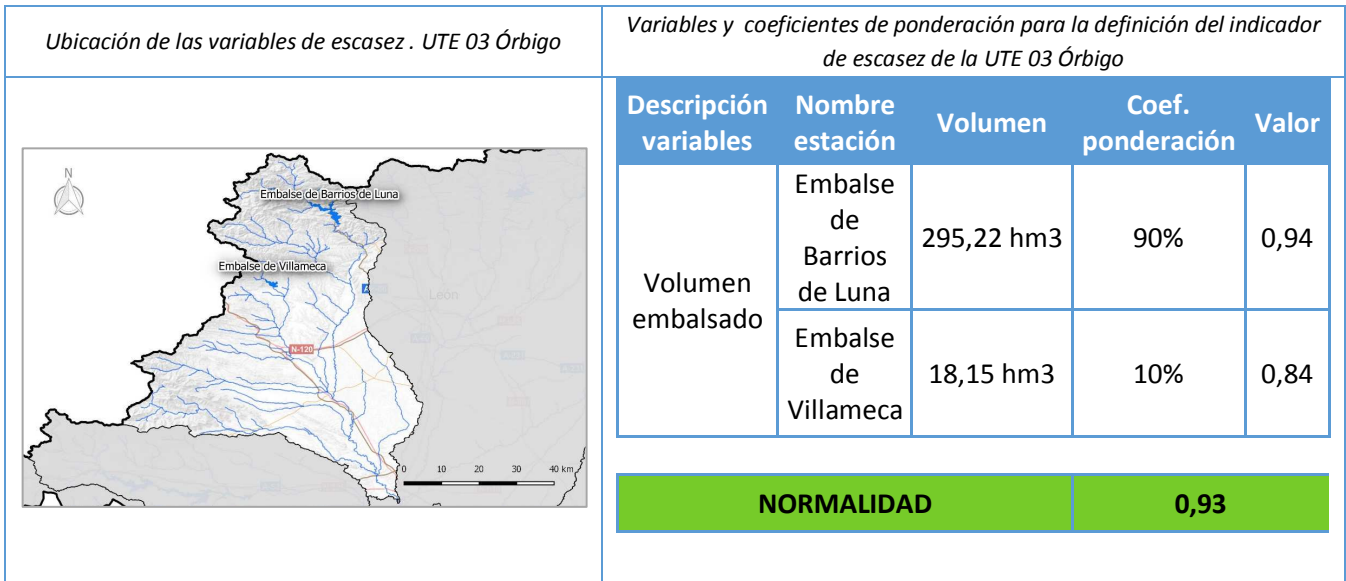 Ubicación de las variables de escasez . UTE 03 Órbigo
Variables y coeficientes de ponderación para la definición del indicador
de escasez de la UTE 03 Órbigo
N
Embalse de Barrios de Luna
Embalse de Villameca
León
N-120
0 10 20 30 40 km
Descripción
variables
Nombre
estación
Volumen
Coef.
ponderación
Valor
Volumen
embalsado
Embalse
de
Barrios
de Luna
295,22 hm3
90%
0,94
Embalse
de
Villameca
18,15 hm3
10%
0,84
NORMALIDAD
0,93